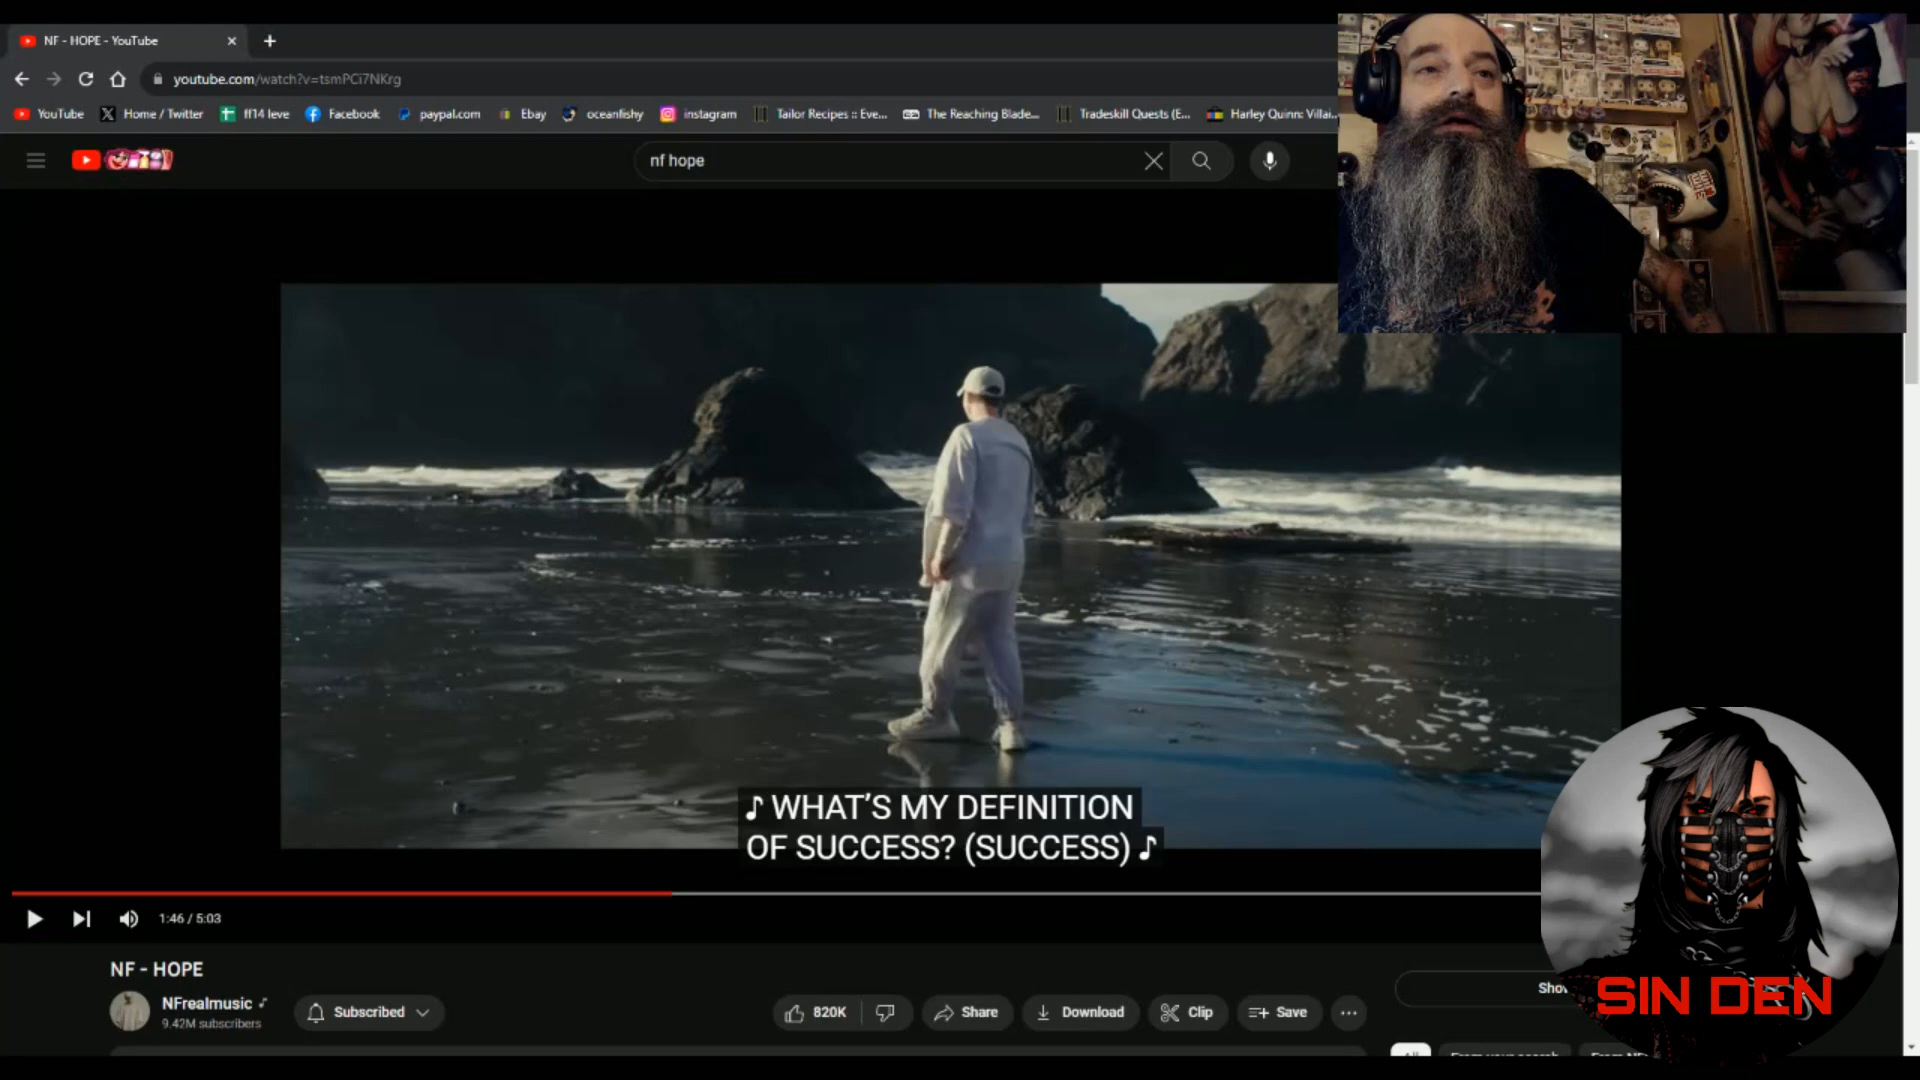 NF - HOPE - YouTube
youtube.com/watch?v=tsmPCi7NKrg
YouTube Home / Twitter ff14 leve Facebook paypal.com Ebay oceanfishy instagram Tailor Recipes :: Eve... The Reaching Blade... Tradeskill Quests (E... Harley Quinn: Villai...
nf hope
♪ WHAT'S MY DEFINITION
OF SUCCESS? (SUCCESS) ♪
1:46 / 5:03
NF - HOPE
NFrealmusic
9.42M subscribers
Subscribed
820K
Share
Download
Clip
Save
Show
SIN DEN